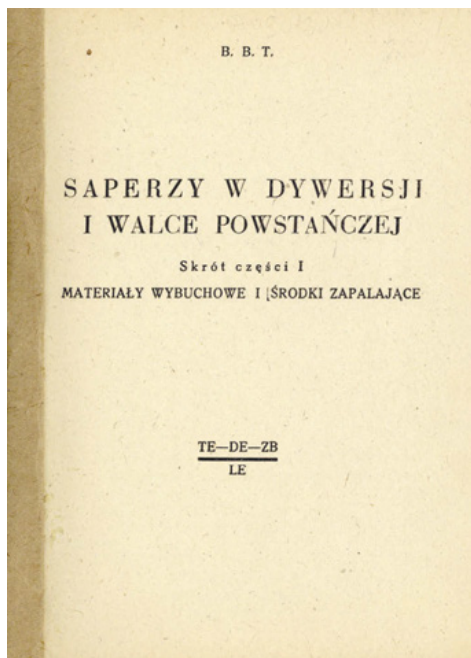 B. B. T.
SAPERZY W DYWERSJI
I WALCE POWSTAŃCZEJ
Skrót części I
MATERIAŁY WYBUCHOWE I ŚRODKI ZAPALAJĄCE
TE—DE—ZB
LE